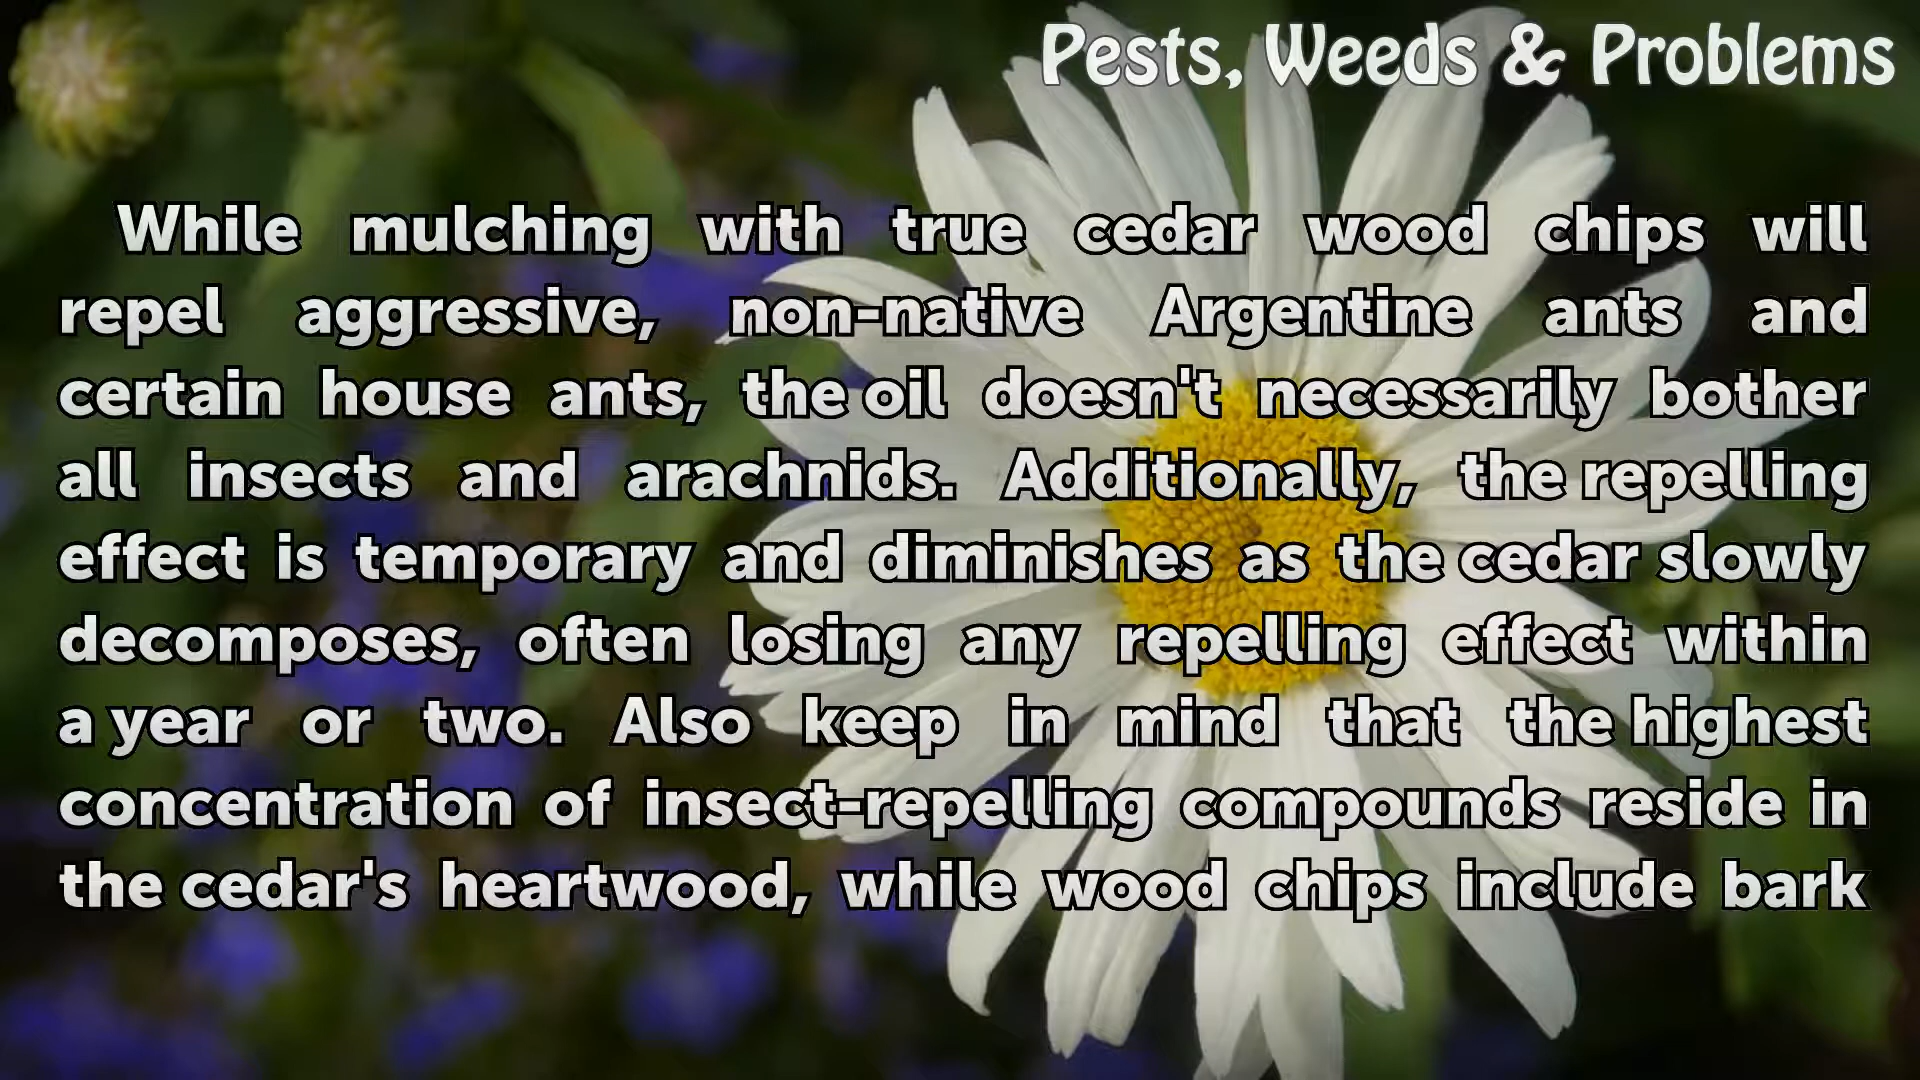 Pests, Weeds & Problems
While mulching with true cedar wood chips will
repel aggressive, non-native Argentine ants and
certain house ants, the oil doesn't necessarily bother
all insects and arachnids. Additionally, the repelling
effect is temporary and diminishes as the cedar slowly
decomposes, often losing any repelling effect within
a year or two. Also keep in mind that the highest
concentration of insect-repelling compounds reside in
the cedar's heartwood, while wood chips include bark